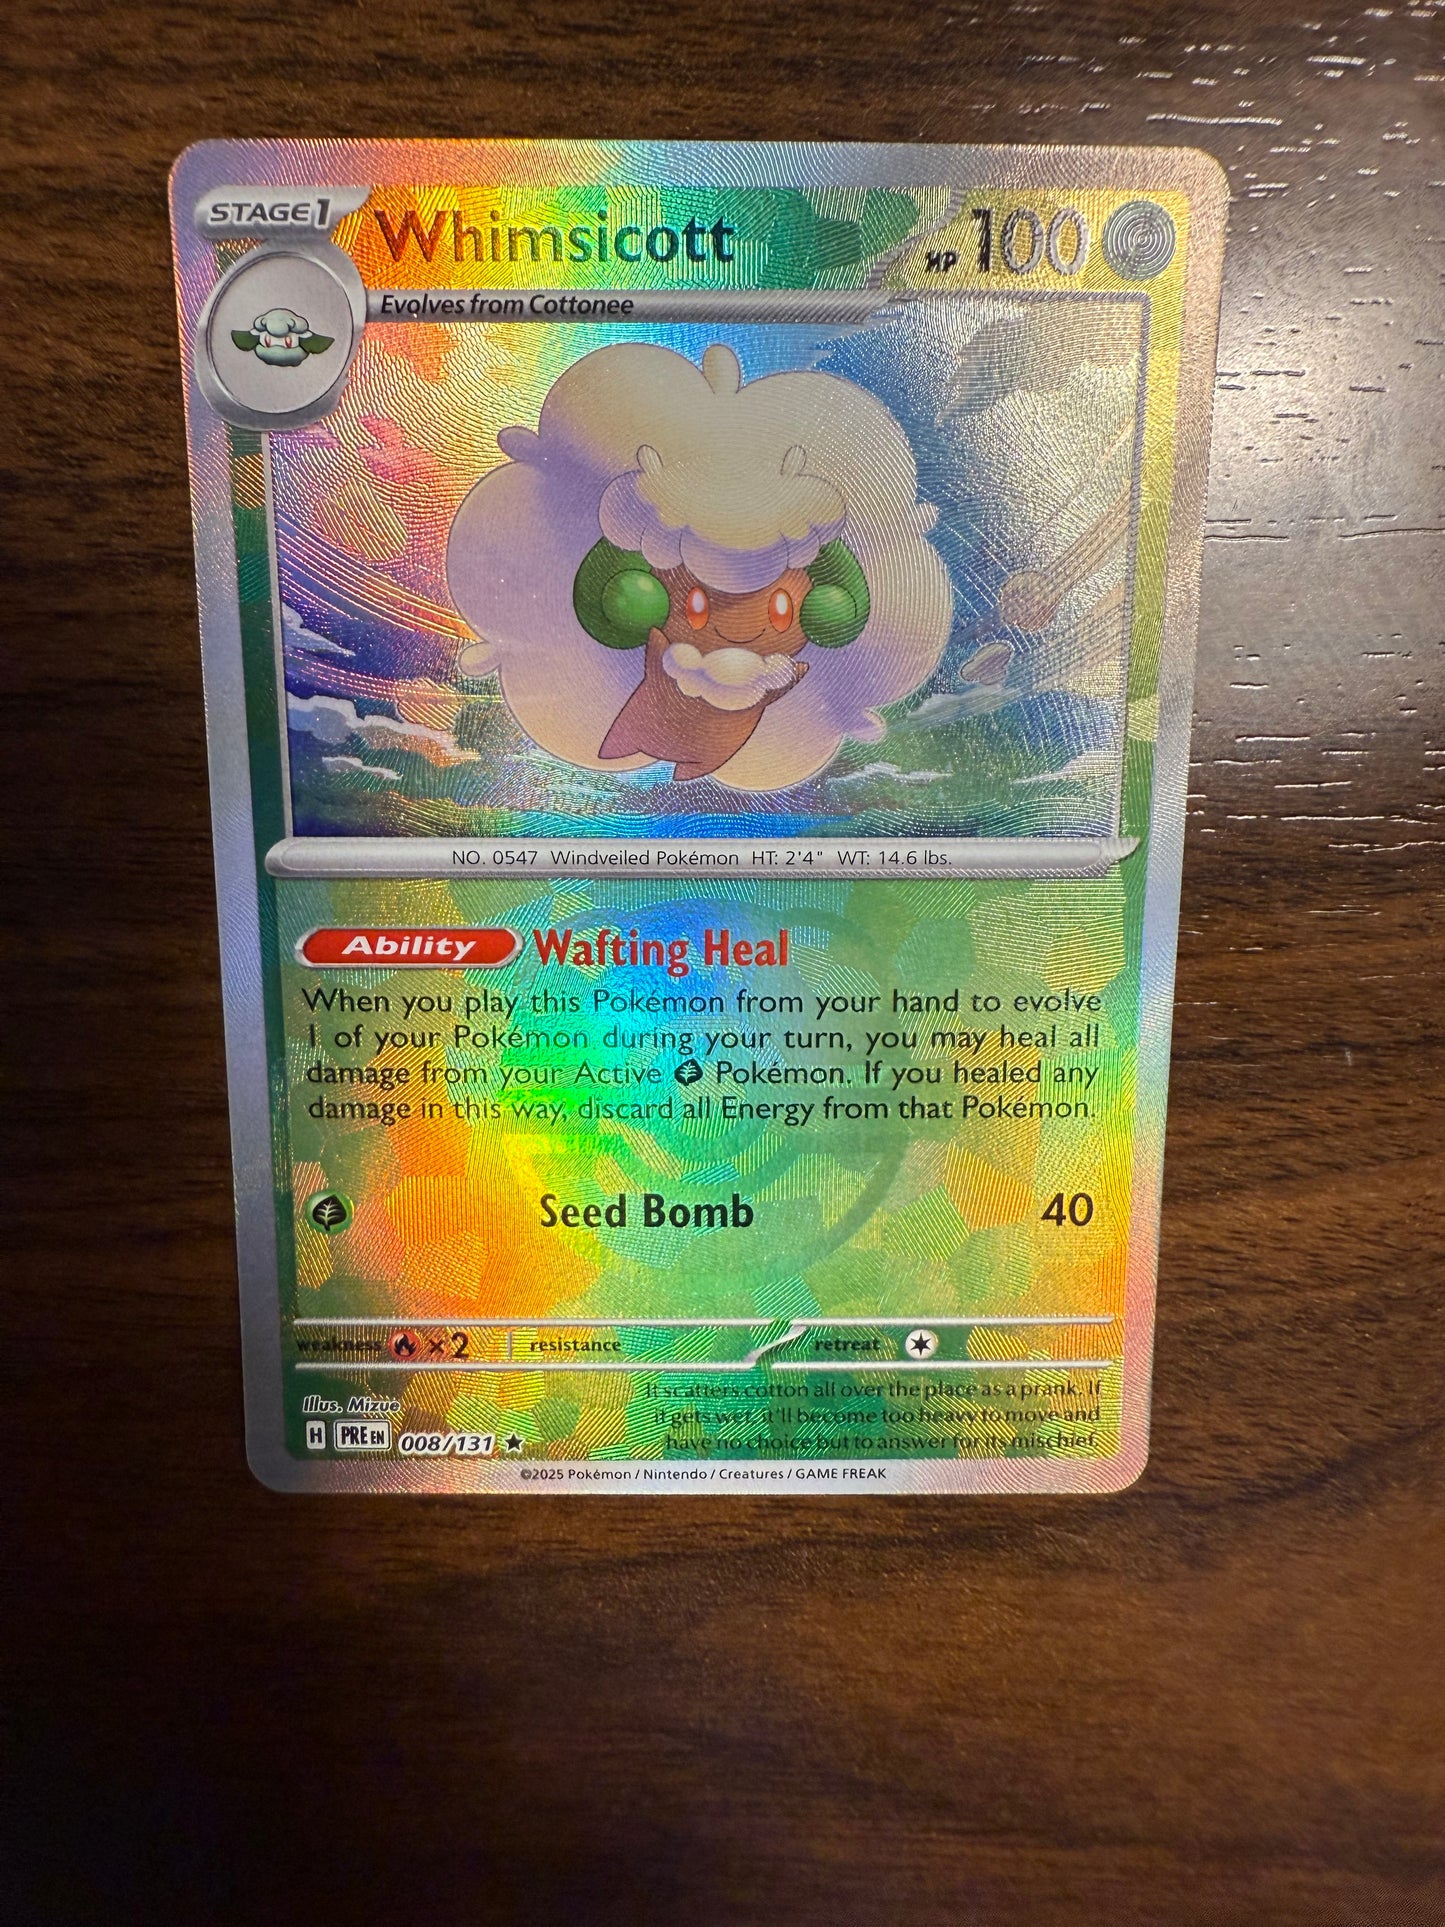 STAGE 1
Whimsicott
HP 100
Evolves from Cottonee
NO. 0547 Windveiled Pokémon HT: 2'4" WT: 14.6 lbs.
Ability Wafting Heal
When you play this Pokémon from your hand to evolve
1 of your Pokémon during your turn, you may heal all
damage from your Active Pokémon. If you healed any
damage in this way, discard all Energy from that Pokémon.
Seed Bomb 40
weakness ×2 resistance retreat
It scatters cotton all over the place as a prank. If
it gets wet, it'll become too heavy to move and
have no choice but to answer for its mischief.
Illus. Mizue
H PRE EN 008/131 ★
©2025 Pokémon / Nintendo / Creatures / GAME FREAK